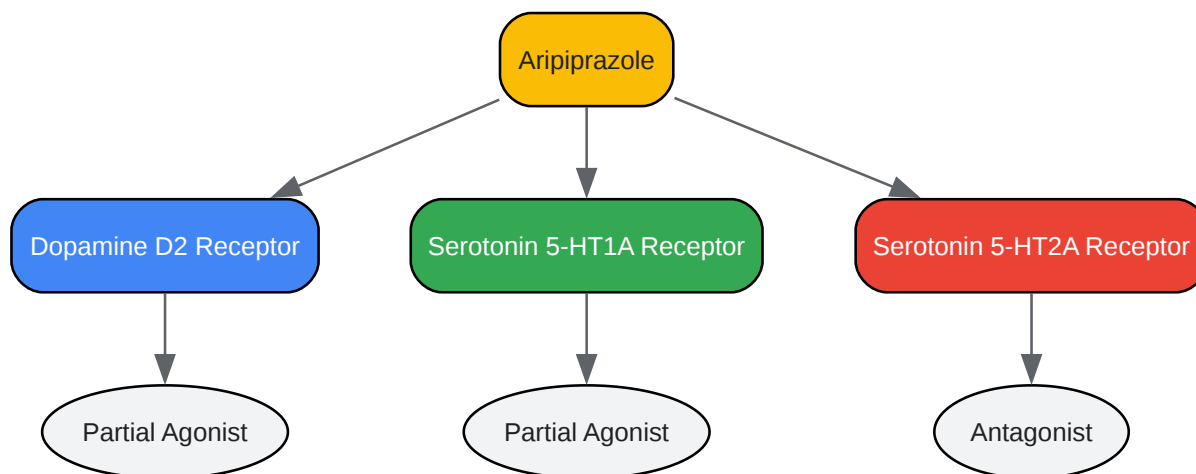 Aripiprazole
Dopamine D2 Receptor
Serotonin 5-HT1A Receptor
Serotonin 5-HT2A Receptor
Partial Agonist
Partial Agonist
Antagonist